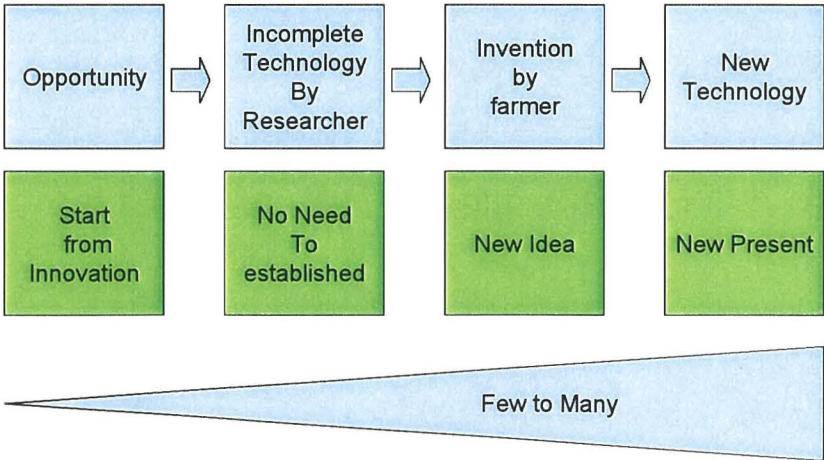 Opportunity
Incomplete
Technology
By
Researcher
Invention
by
farmer
New
Technology
Start
from
Innovation
No Need
To
established
New Idea
New Present
Few to Many